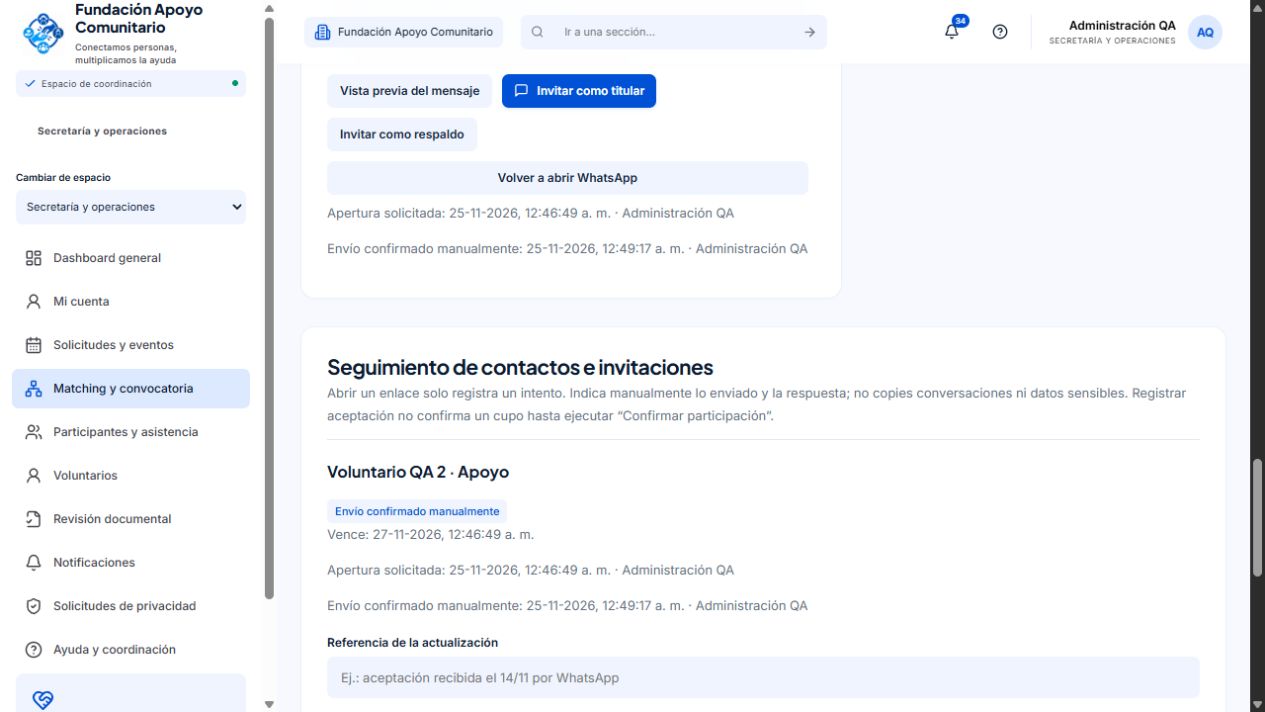 Fundación Apoyo
Comunitario
Conectamos personas,
multiplicamos la ayuda
Espacio de coordinación
Secretaría y operaciones
Cambiar de espacio
Secretaría y operaciones
Dashboard general
Mi cuenta
Solicitudes y eventos
Matching y convocatoria
Participantes y asistencia
Voluntarios
Revisión documental
Notificaciones
Solicitudes de privacidad
Ayuda y coordinación
Fundación Apoyo Comunitario
Ir a una sección...
34
Administración QA
SECRETARÍA Y OPERACIONES
AQ
Vista previa del mensaje
Invitar como titular
Invitar como respaldo
Volver a abrir WhatsApp
Apertura solicitada: 25-11-2026, 12:46:49 a. m. · Administración QA
Envío confirmado manualmente: 25-11-2026, 12:49:17 a. m. · Administración QA
Seguimiento de contactos e invitaciones
Abrir un enlace solo registra un intento. Indica manualmente lo enviado y la respuesta; no copies conversaciones ni datos sensibles. Registrar
aceptación no confirma un cupo hasta ejecutar “Confirmar participación”.
Voluntario QA 2 · Apoyo
Envío confirmado manualmente
Vence: 27-11-2026, 12:46:49 a. m.
Apertura solicitada: 25-11-2026, 12:46:49 a. m. · Administración QA
Envío confirmado manualmente: 25-11-2026, 12:49:17 a. m. · Administración QA
Referencia de la actualización
Ej.: aceptación recibida el 14/11 por WhatsApp